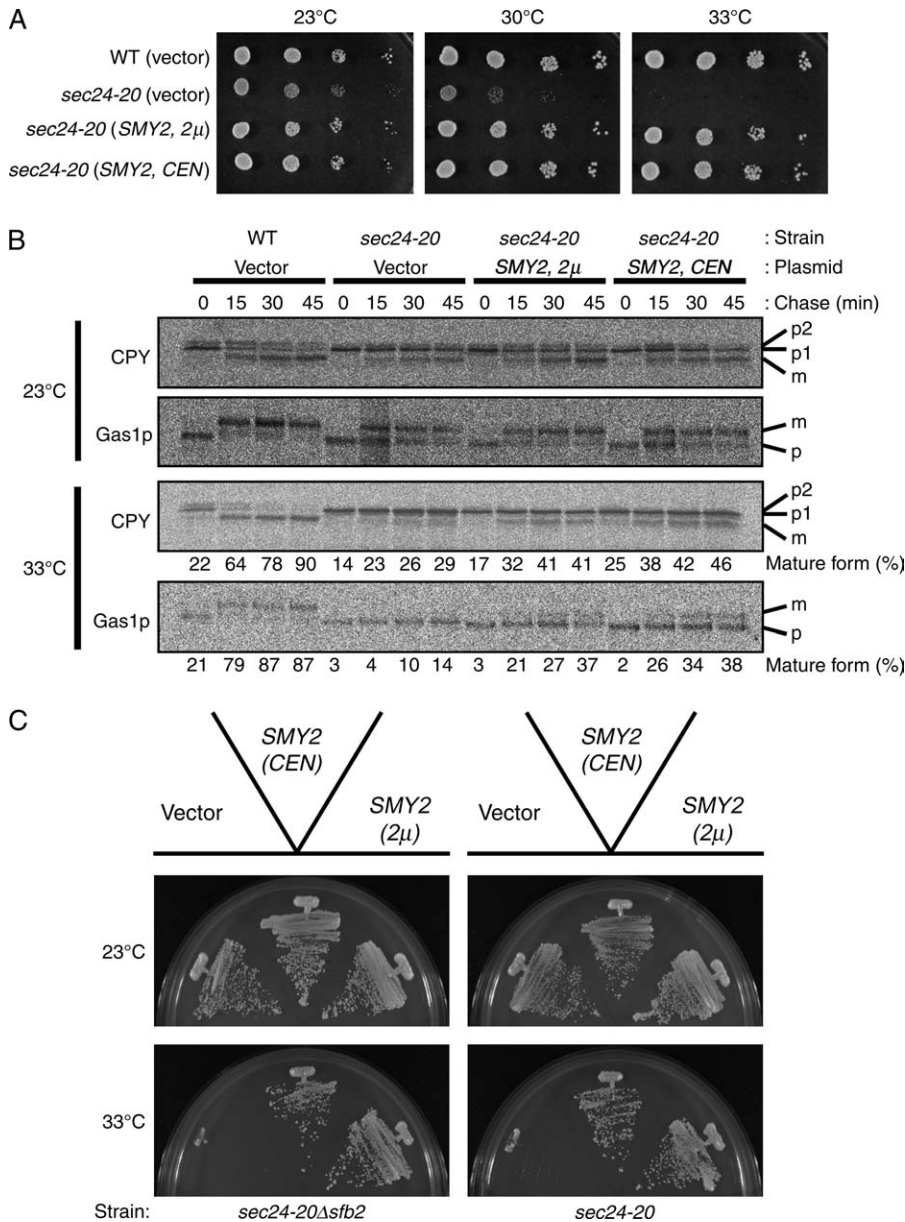 A
23°C 30°C 33°C
WT (vector)
sec24-20 (vector)
sec24-20 (SMY2, 2μ)
sec24-20 (SMY2, CEN)
B
WT sec24-20 sec24-20 sec24-20 : Strain
Vector Vector SMY2, 2μ SMY2, CEN : Plasmid
0 15 30 45 0 15 30 45 0 15 30 45 0 15 30 45 : Chase (min)
23°C
CPY
p2
p1
m
Gas1p
m
p
33°C
CPY
p2
p1
m
22 64 78 90 14 23 26 29 17 32 41 41 25 38 42 46 Mature form (%)
Gas1p
m
p
21 79 87 87 3 4 10 14 3 21 27 37 2 26 34 38 Mature form (%)
C
Vector
SMY2
(CEN)
SMY2
(2μ)
Vector
SMY2
(CEN)
SMY2
(2μ)
23°C
33°C
Strain: sec24-20Δsfb2 sec24-20